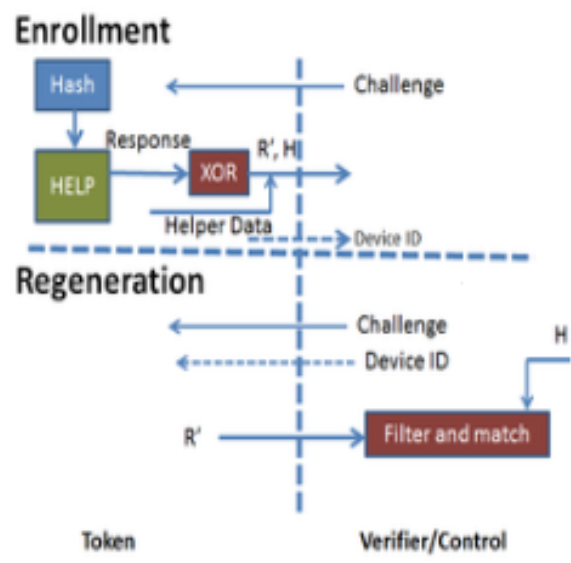 Enrollment
Hash
Challenge
Response
R', H
XOR
HELP
Helper Data
Device ID
Regeneration
Challenge
Device ID
H
R'
Filter and match
Token
Verifier/Control